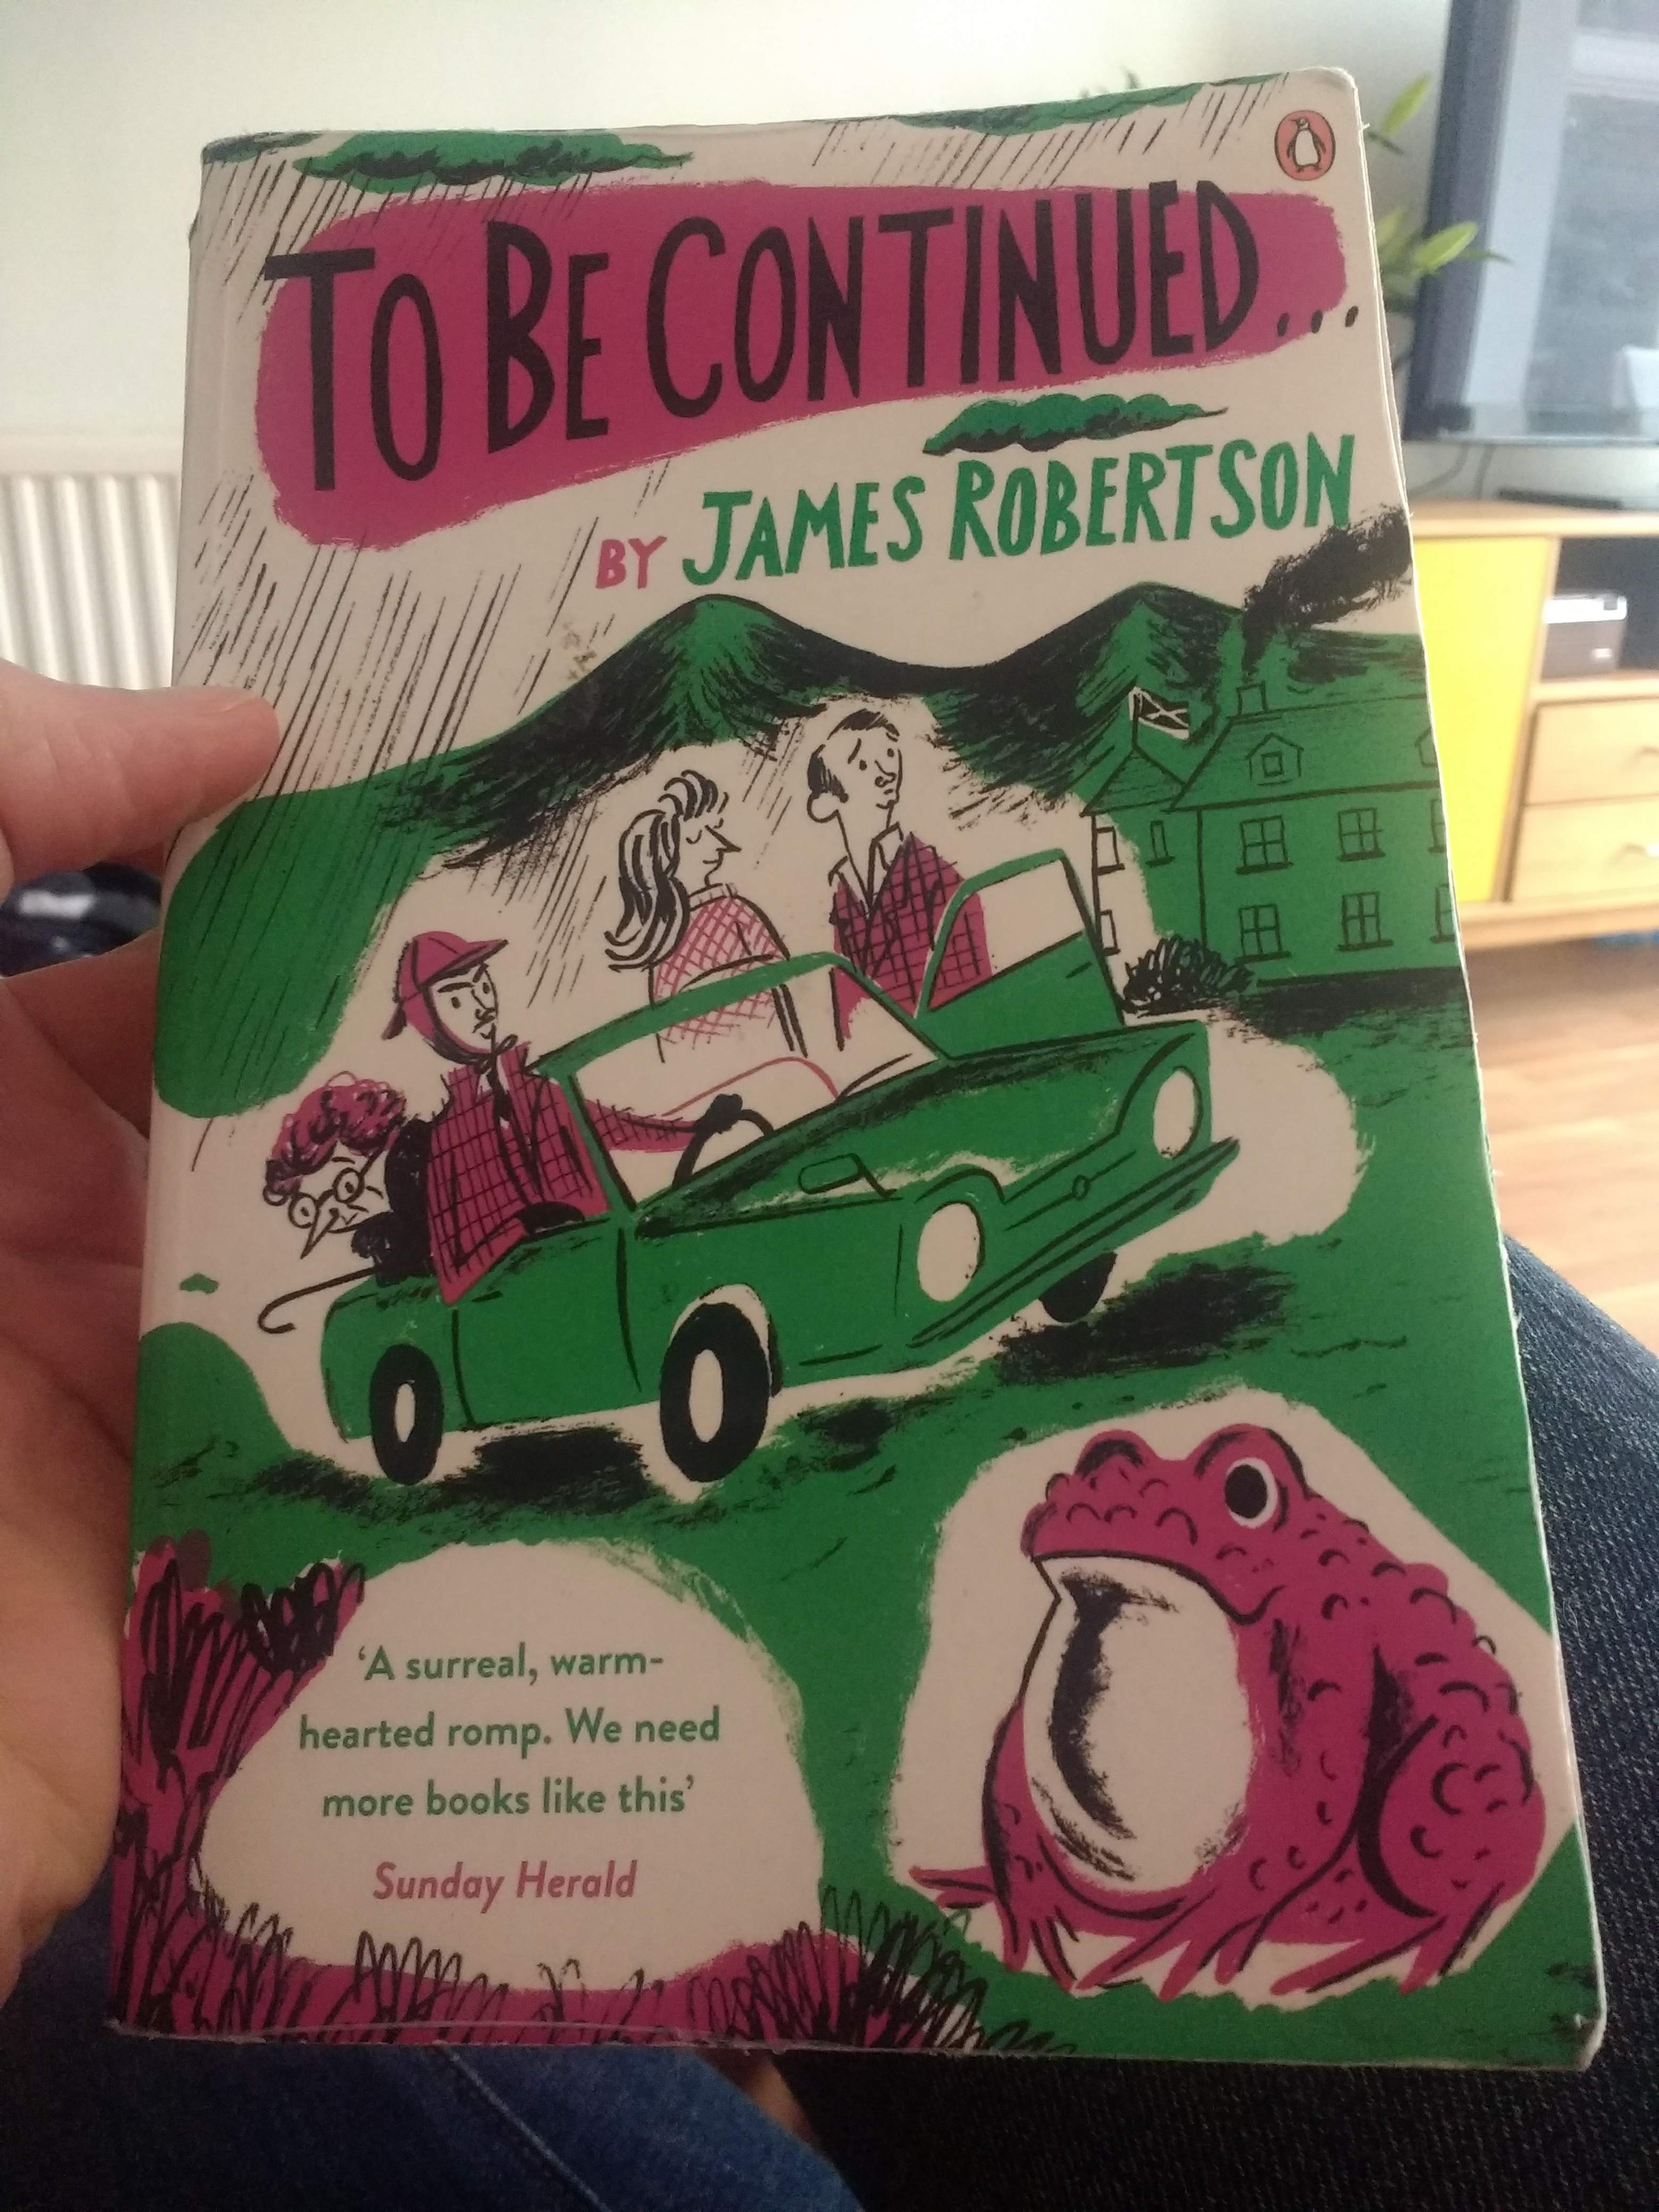 TO BE CONTINUED...
BY JAMES ROBERTSON
‘A surreal, warm-
hearted romp. We need
more books like this’
Sunday Herald